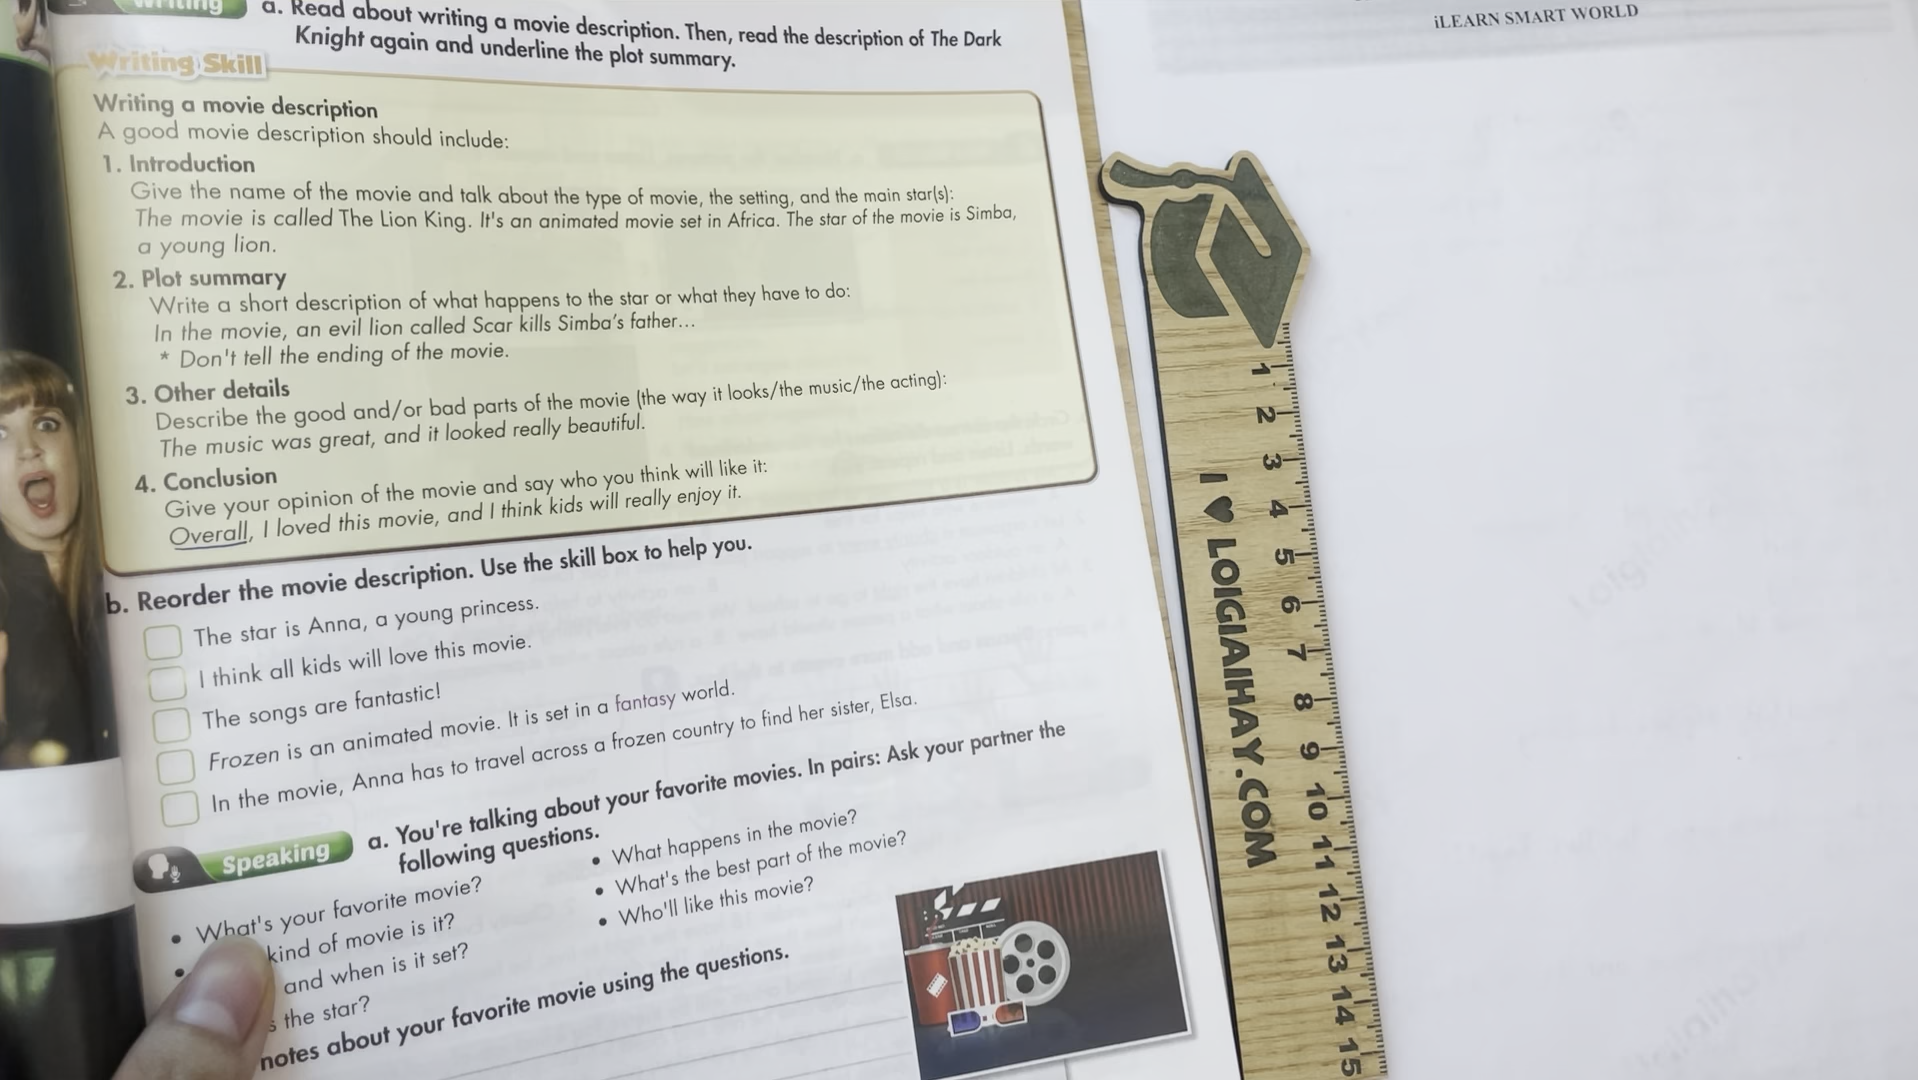 Writing
a. Read about writing a movie description. Then, read the description of The Dark
Knight again and underline the plot summary.
Writing Skill
Writing a movie description
A good movie description should include:
1. Introduction
Give the name of the movie and talk about the type of movie, the setting, and the main star(s):
The movie is called The Lion King. It's an animated movie set in Africa. The star of the movie is Simba,
a young lion.
2. Plot summary
Write a short description of what happens to the star or what they have to do:
In the movie, an evil lion called Scar kills Simba's father...
* Don't tell the ending of the movie.
3. Other details
Describe the good and/or bad parts of the movie (the way it looks/the music/the acting):
The music was great, and it looked really beautiful.
4. Conclusion
Give your opinion of the movie and say who you think will like it:
Overall, I loved this movie, and I think kids will really enjoy it.
b. Reorder the movie description. Use the skill box to help you.
The star is Anna, a young princess.
I think all kids will love this movie.
The songs are fantastic!
Frozen is an animated movie. It is set in a fantasy world.
In the movie, Anna has to travel across a frozen country to find her sister, Elsa.
Speaking
a. You're talking about your favorite movies. In pairs: Ask your partner the
following questions.
• What's your favorite movie?
• kind of movie is it?
and when is it set?
s the star?
• What happens in the movie?
• What's the best part of the movie?
• Who'll like this movie?
notes about your favorite movie using the questions.
iLEARN SMART WORLD
I ♥ LOIGIAIHAY.COM
1 2 3 4 5 6 7 8 9 10 11 12 13 14 15